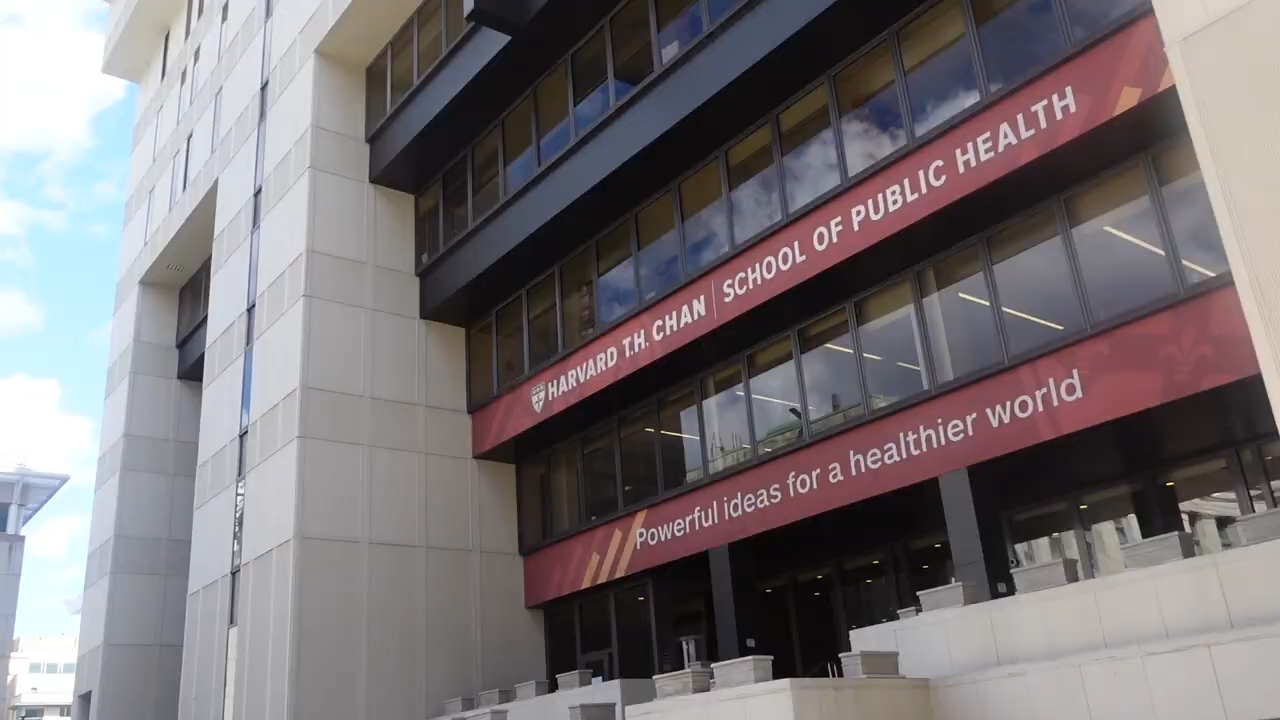 HARVARD T.H. CHAN | SCHOOL OF PUBLIC HEALTH
Powerful ideas for a healthier world